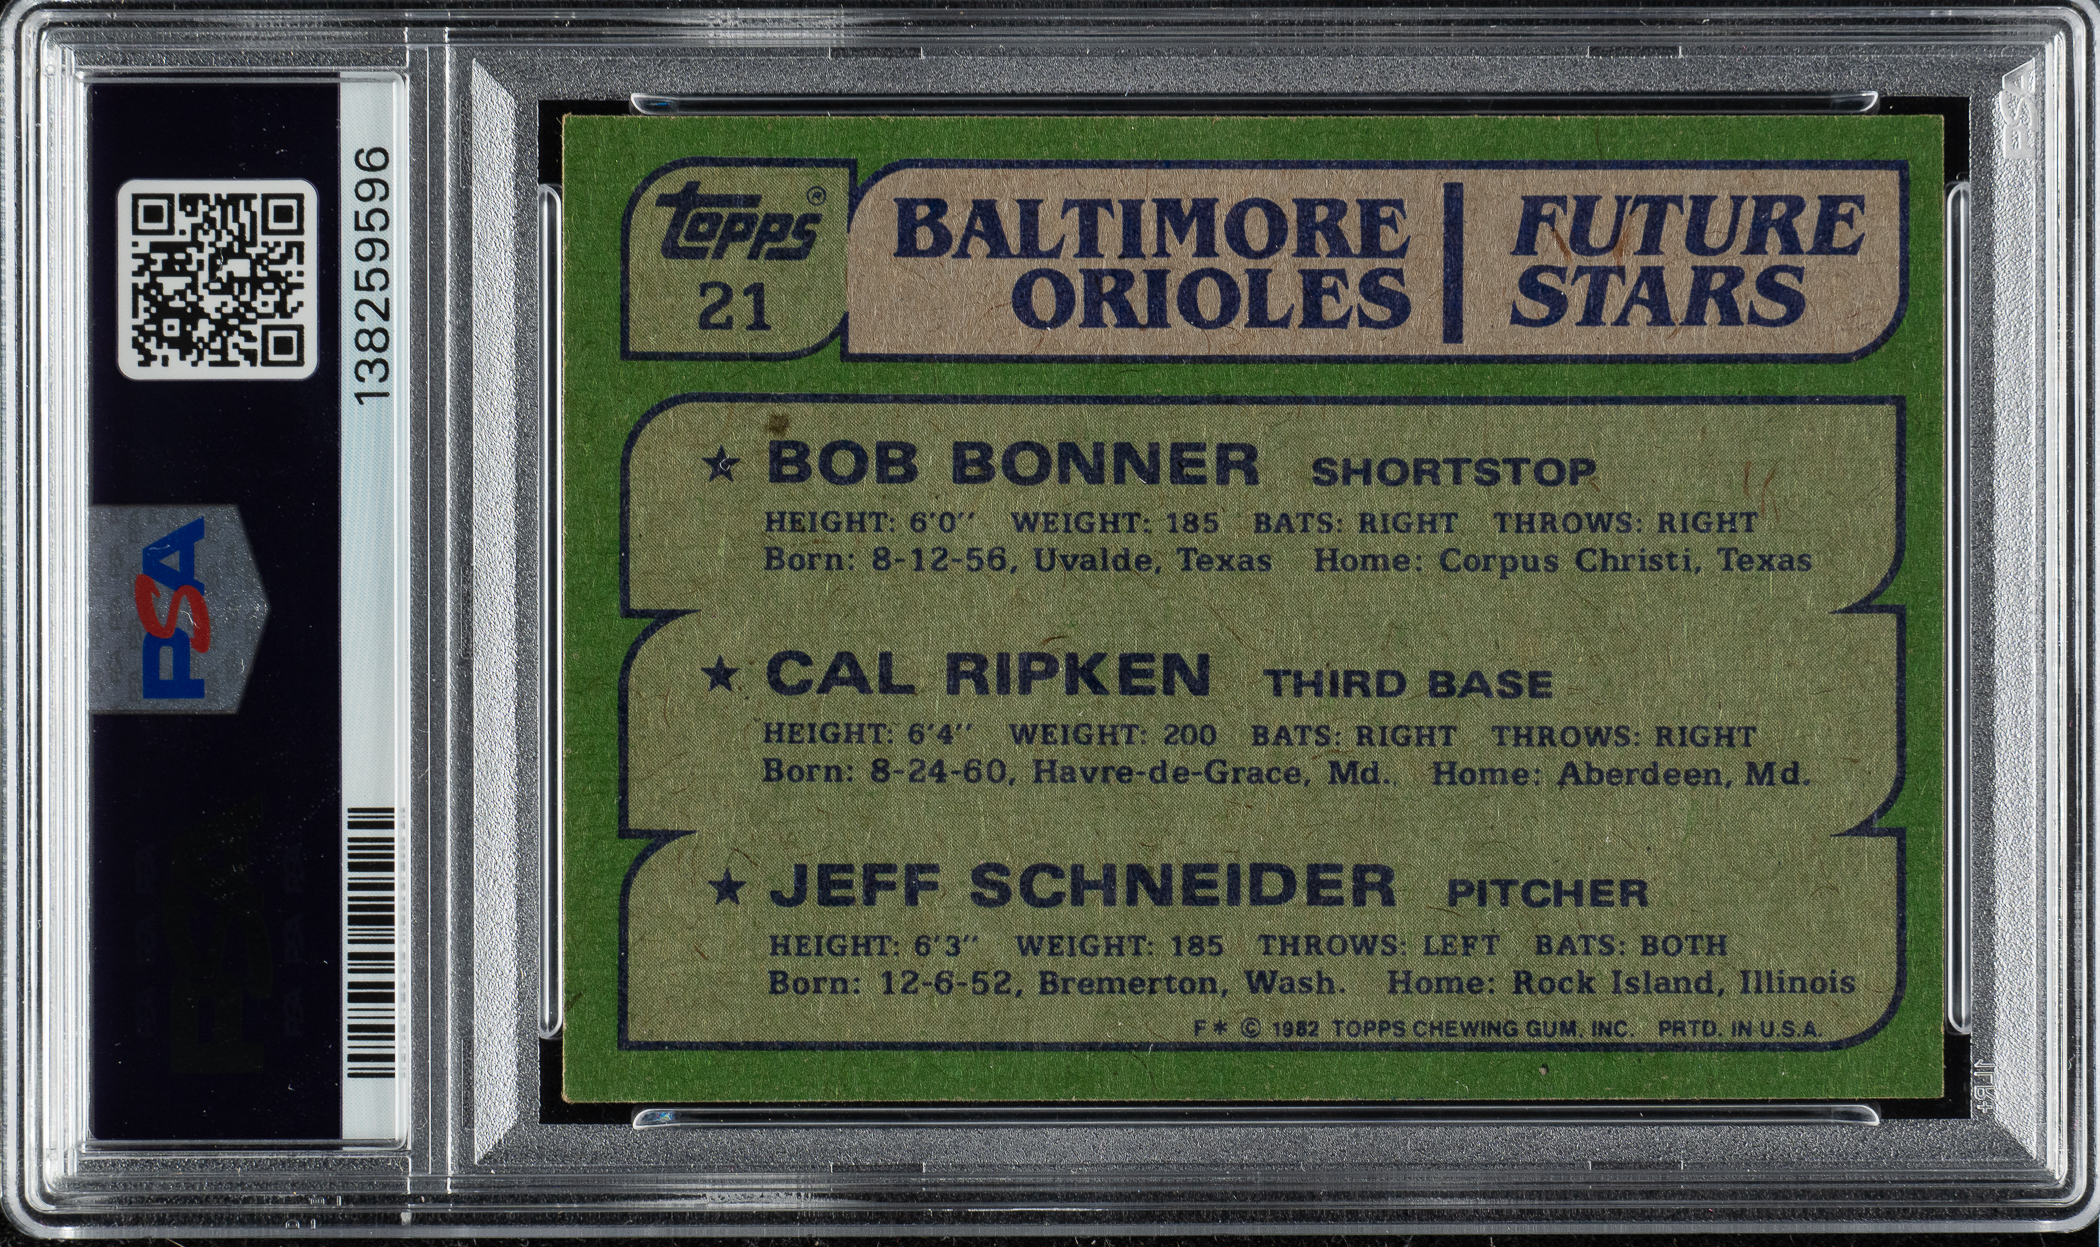 138259596
PSA
topps®
21
BALTIMORE
ORIOLES
FUTURE
STARS
★ BOB BONNER SHORTSTOP
HEIGHT: 6'0" WEIGHT: 185 BATS: RIGHT THROWS: RIGHT
Born: 8-12-56, Uvalde, Texas Home: Corpus Christi, Texas
★ CAL RIPKEN THIRD BASE
HEIGHT: 6'4" WEIGHT: 200 BATS: RIGHT THROWS: RIGHT
Born: 8-24-60, Havre-de-Grace, Md. Home: Aberdeen, Md.
★ JEFF SCHNEIDER PITCHER
HEIGHT: 6'3" WEIGHT: 185 THROWS: LEFT BATS: BOTH
Born: 12-6-52, Bremerton, Wash. Home: Rock Island, Illinois
F* © 1982 TOPPS CHEWING GUM, INC. PRTD. IN U.S.A.
PSA